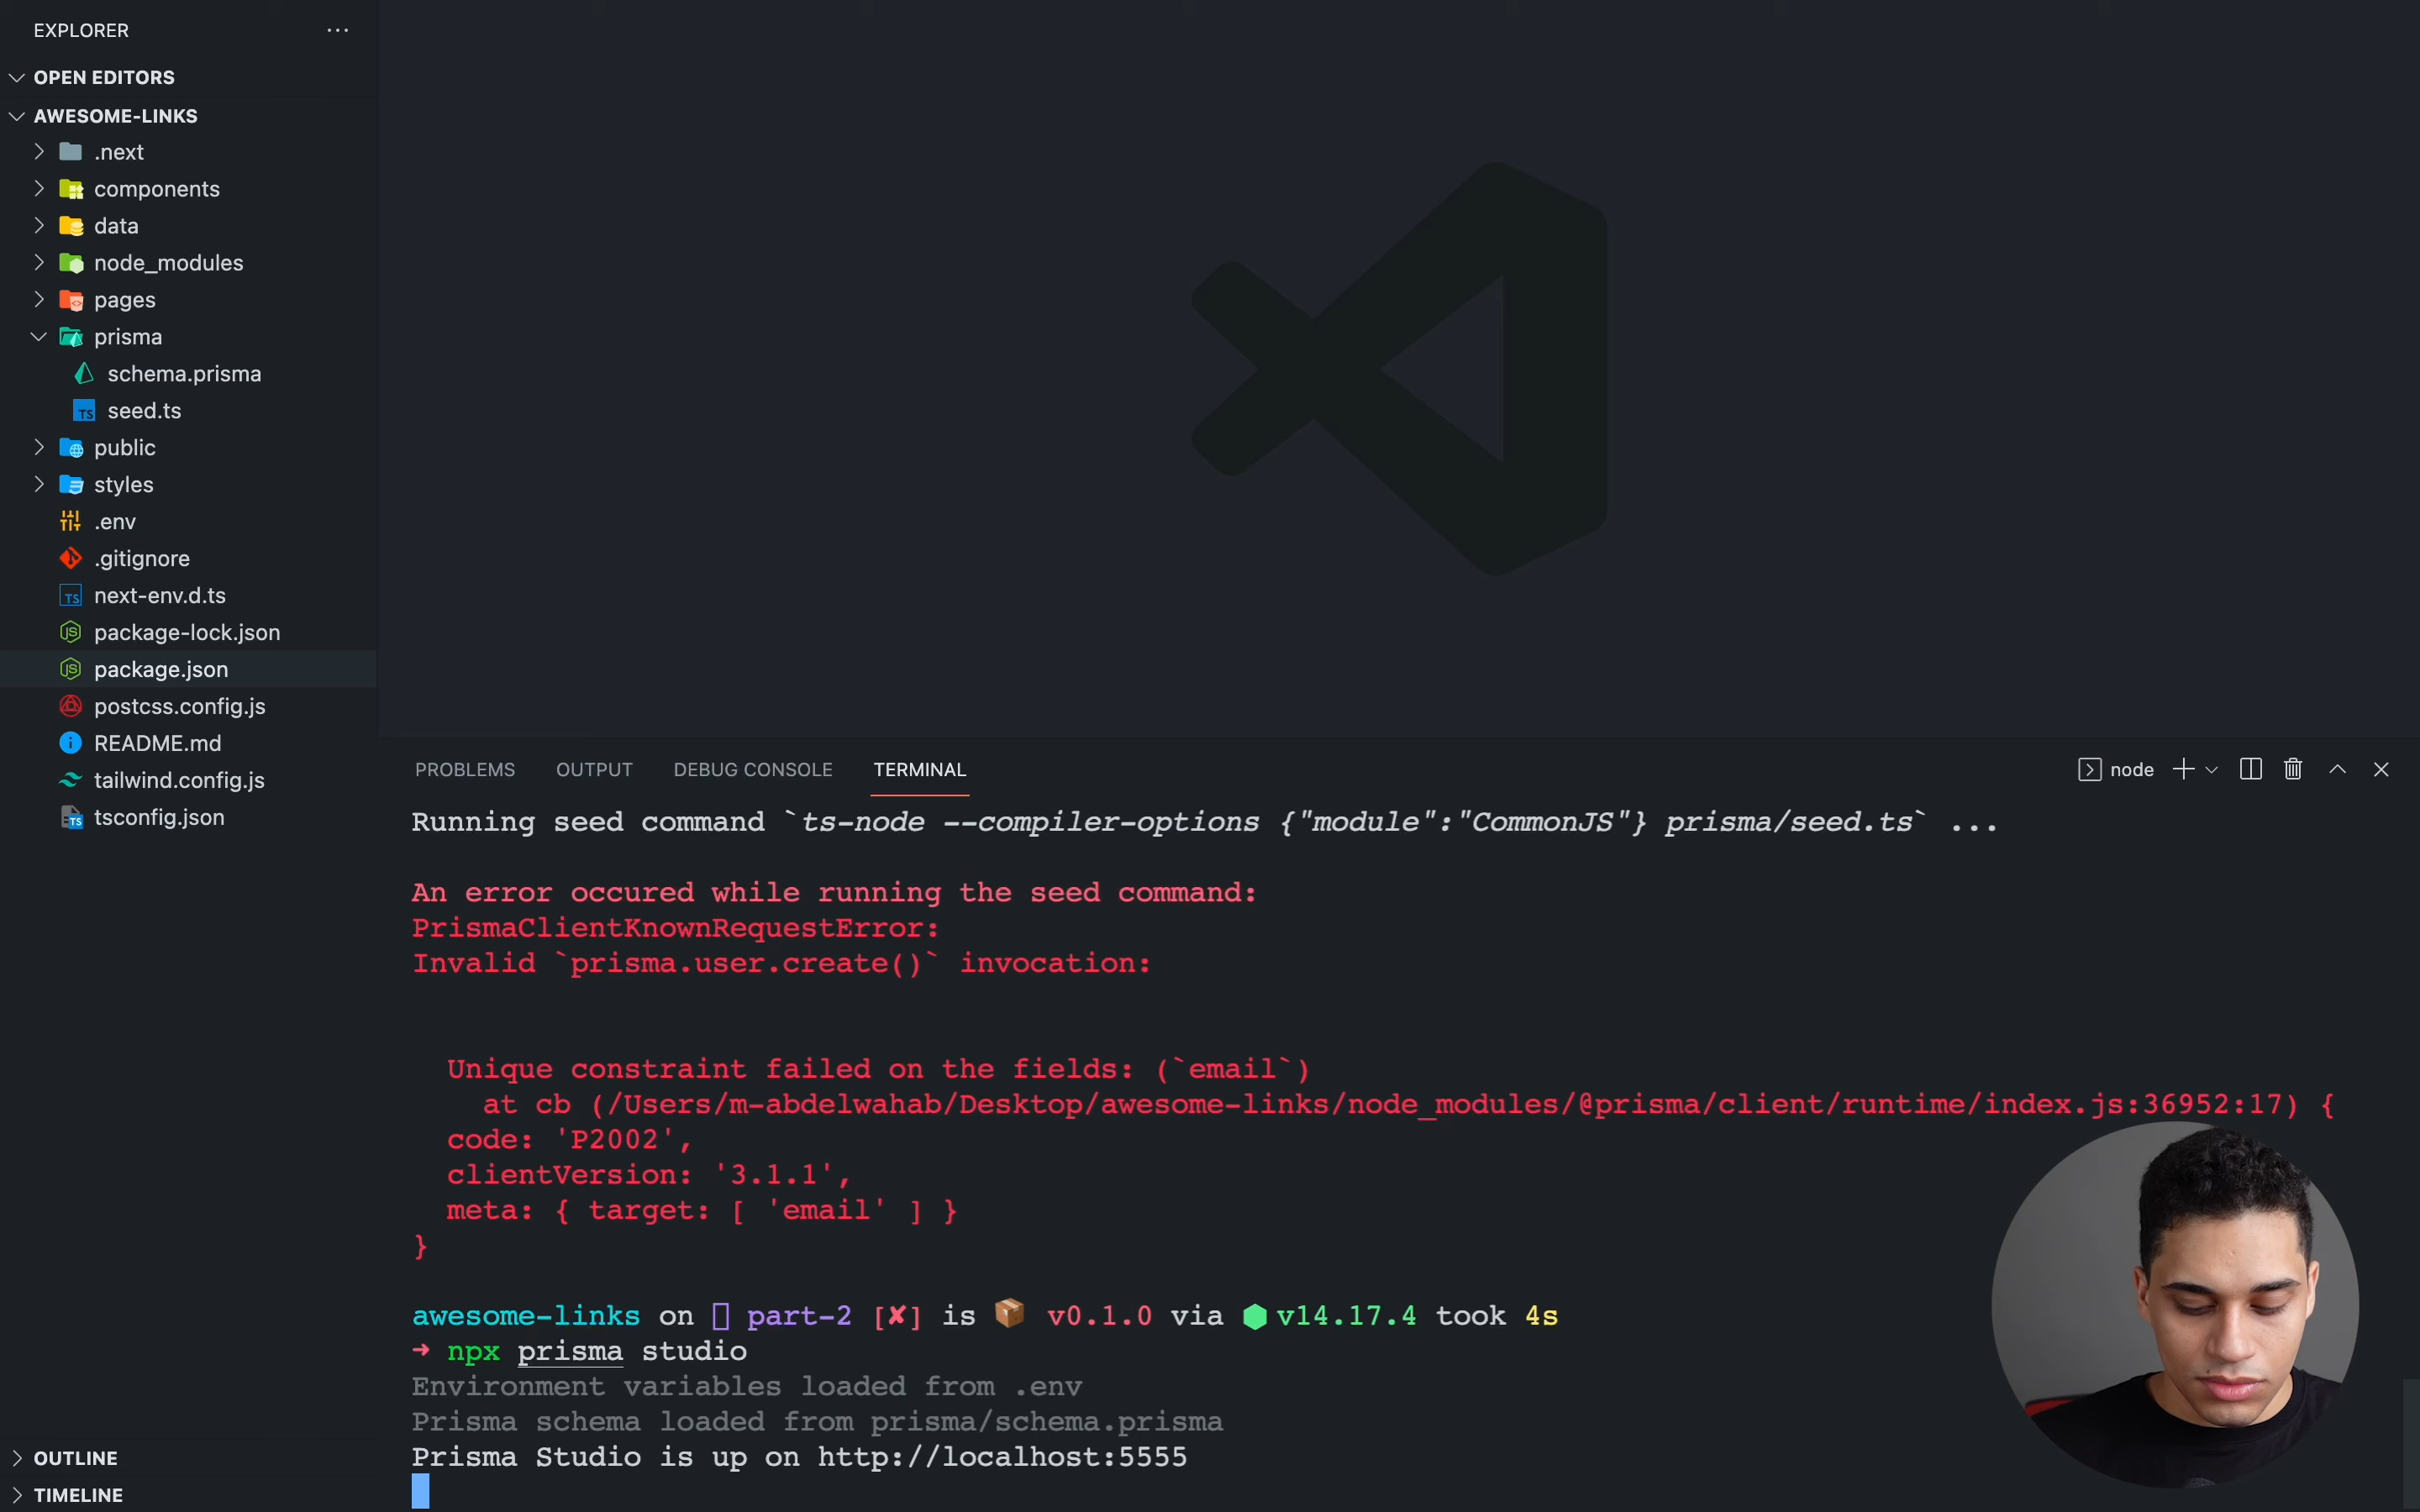 EXPLORER
OPEN EDITORS
AWESOME-LINKS
.next
components
data
node_modules
pages
prisma
schema.prisma
TS seed.ts
public
styles
.env
.gitignore
TS next-env.d.ts
JS package-lock.json
JS package.json
postcss.config.js
README.md
tailwind.config.js
TS tsconfig.json
OUTLINE
TIMELINE
PROBLEMS OUTPUT DEBUG CONSOLE TERMINAL node
Running seed command `ts-node --compiler-options {"module":"CommonJS"} prisma/seed.ts` ...
An error occured while running the seed command:
PrismaClientKnownRequestError:
Invalid `prisma.user.create()` invocation:
Unique constraint failed on the fields: (`email`)
at cb (/Users/m-abdelwahab/Desktop/awesome-links/node_modules/@prisma/client/runtime/index.js:36952:17) {
code: 'P2002',
clientVersion: '3.1.1',
meta: { target: [ 'email' ] }
}
awesome-links on part-2 [✘] is 📦 v0.1.0 via ⬢ v14.17.4 took 4s
➜ npx prisma studio
Environment variables loaded from .env
Prisma schema loaded from prisma/schema.prisma
Prisma Studio is up on http://localhost:5555